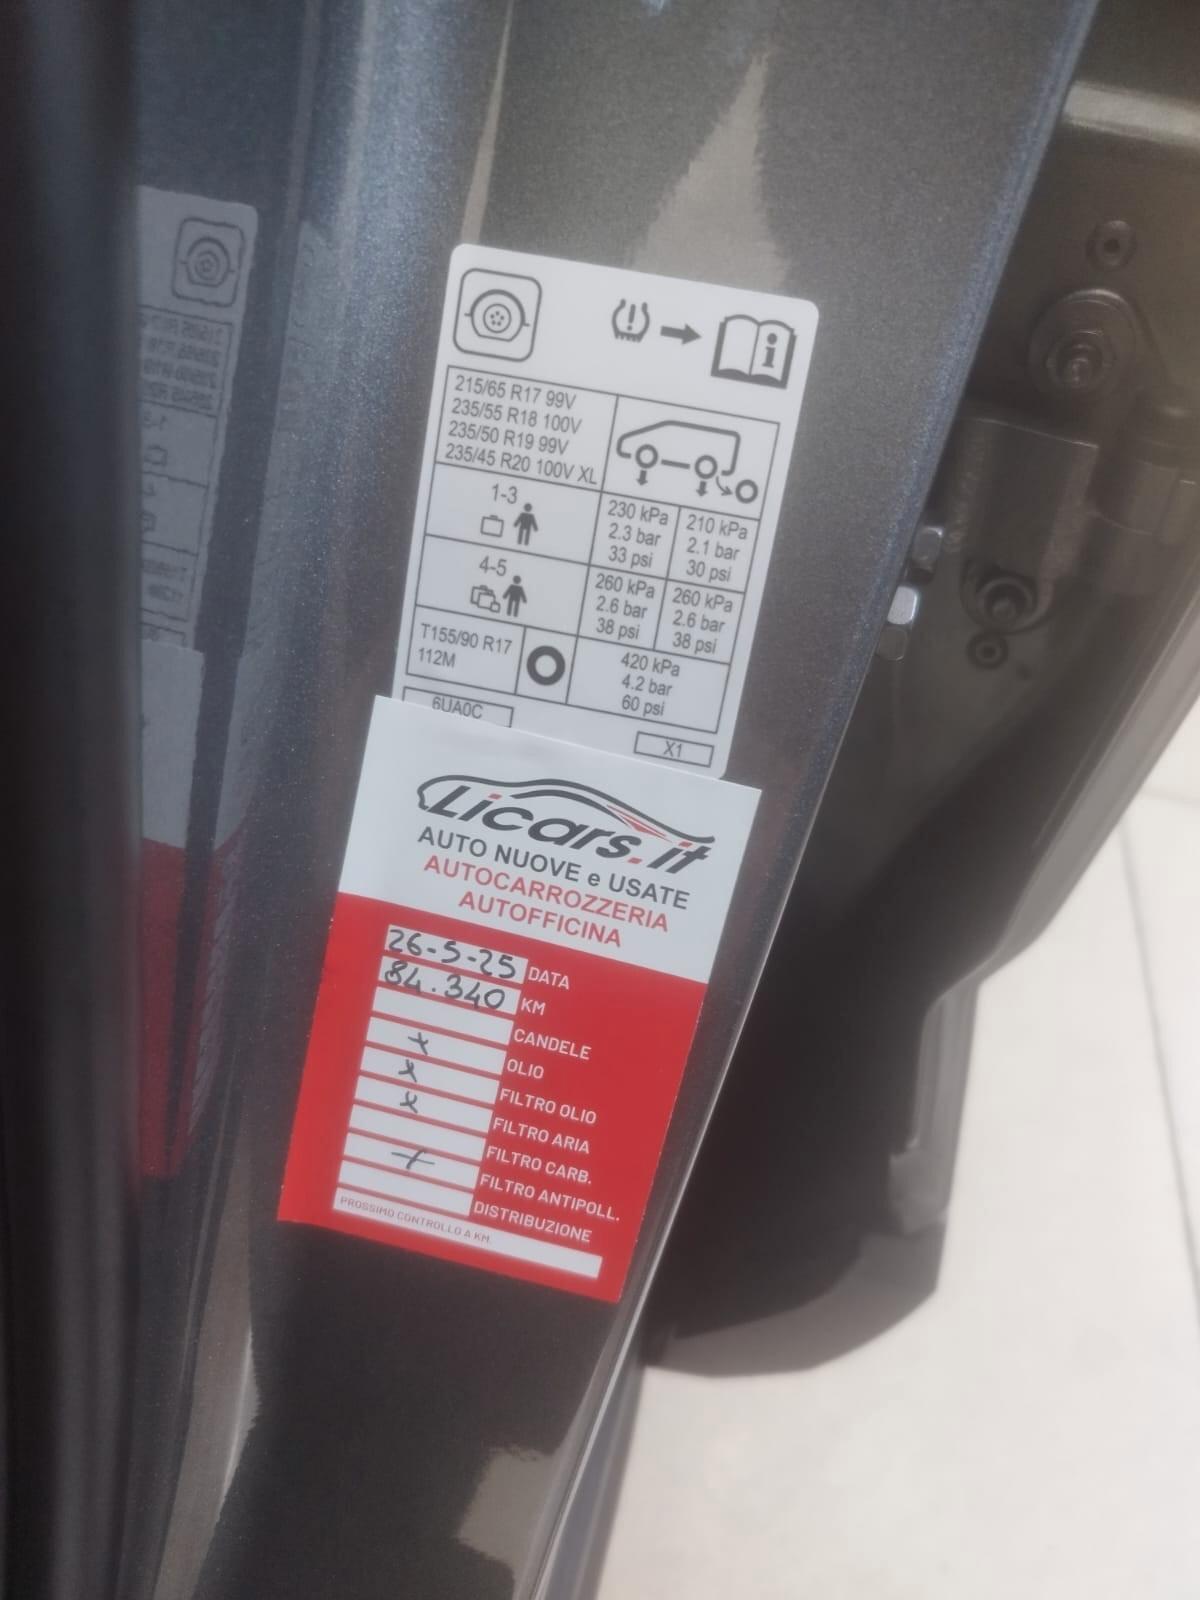 215/65 R17 99V
235/55 R18 100V
235/50 R19 99V
235/45 R20 100V XL
1-3
230 kPa
2.3 bar
33 psi
210 kPa
2.1 bar
30 psi
4-5
260 kPa
2.6 bar
38 psi
260 kPa
2.6 bar
38 psi
T155/90 R17
112M
420 kPa
4.2 bar
60 psi
6UA0C
X1
Licars.it
AUTO NUOVE e USATE
AUTOCARROZZERIA
AUTOFFICINA
26-5-25 DATA
84.340 KM
CANDELE
x OLIO
x FILTRO OLIO
x FILTRO ARIA
FILTRO CARB.
x FILTRO ANTIPOLL.
DISTRIBUZIONE
PROSSIMO CONTROLLO A KM.